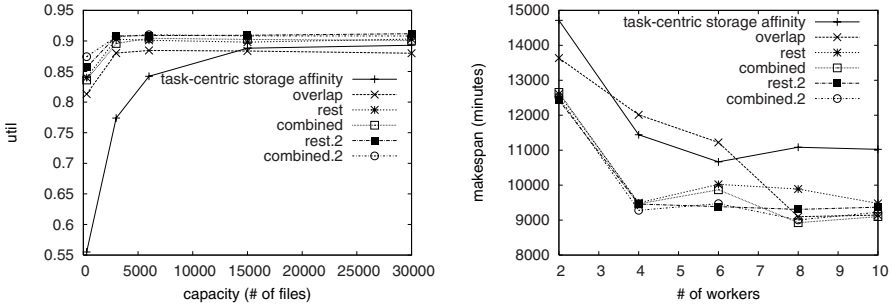 0.95
0.9
0.85
0.8
0.75
0.7
0.65
0.6
0.55
util
0 5000 10000 15000 20000 25000 30000
capacity (# of files)
task-centric storage affinity
overlap
rest
combined
rest.2
combined.2
15000
14000
13000
12000
11000
10000
9000
8000
makespan (minutes)
2 3 4 5 6 7 8 9 10
# of workers
task-centric storage affinity
overlap
rest
combined
rest.2
combined.2